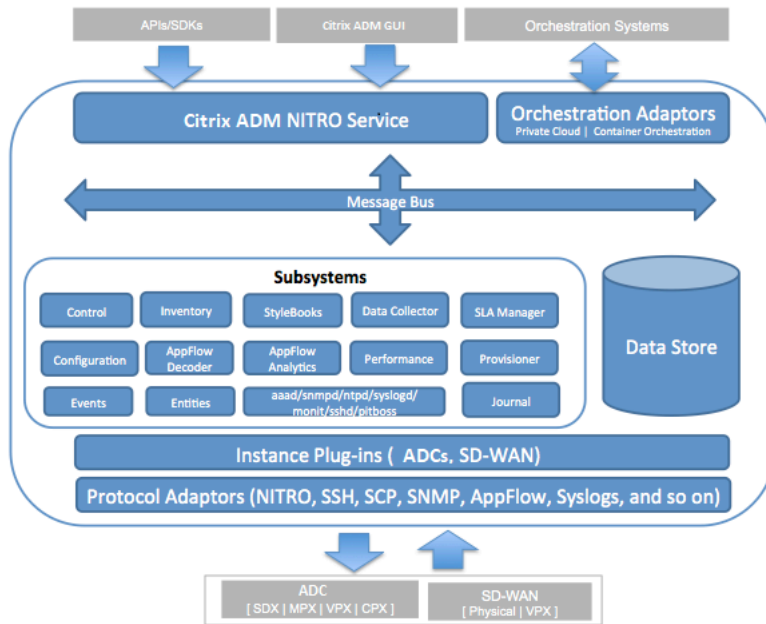 APIs/SDKs
Citrix ADM GUI
Orchestration Systems
Citrix ADM NITRO Service
Orchestration Adaptors
Private Cloud | Container Orchestration
Message Bus
Subsystems
Control
Inventory
StyleBooks
Data Collector
SLA Manager
Configuration
AppFlow
Decoder
AppFlow
Analytics
Performance
Provisioner
Events
Entities
aaad/snmpd/ntpd/syslogd/
monit/sshd/pitboss
Journal
Data Store
Instance Plug-ins ( ADCs, SD-WAN)
Protocol Adaptors (NITRO, SSH, SCP, SNMP, AppFlow, Syslogs, and so on)
ADC
[ SDX | MPX | VPX | CPX ]
SD-WAN
[ Physical | VPX ]